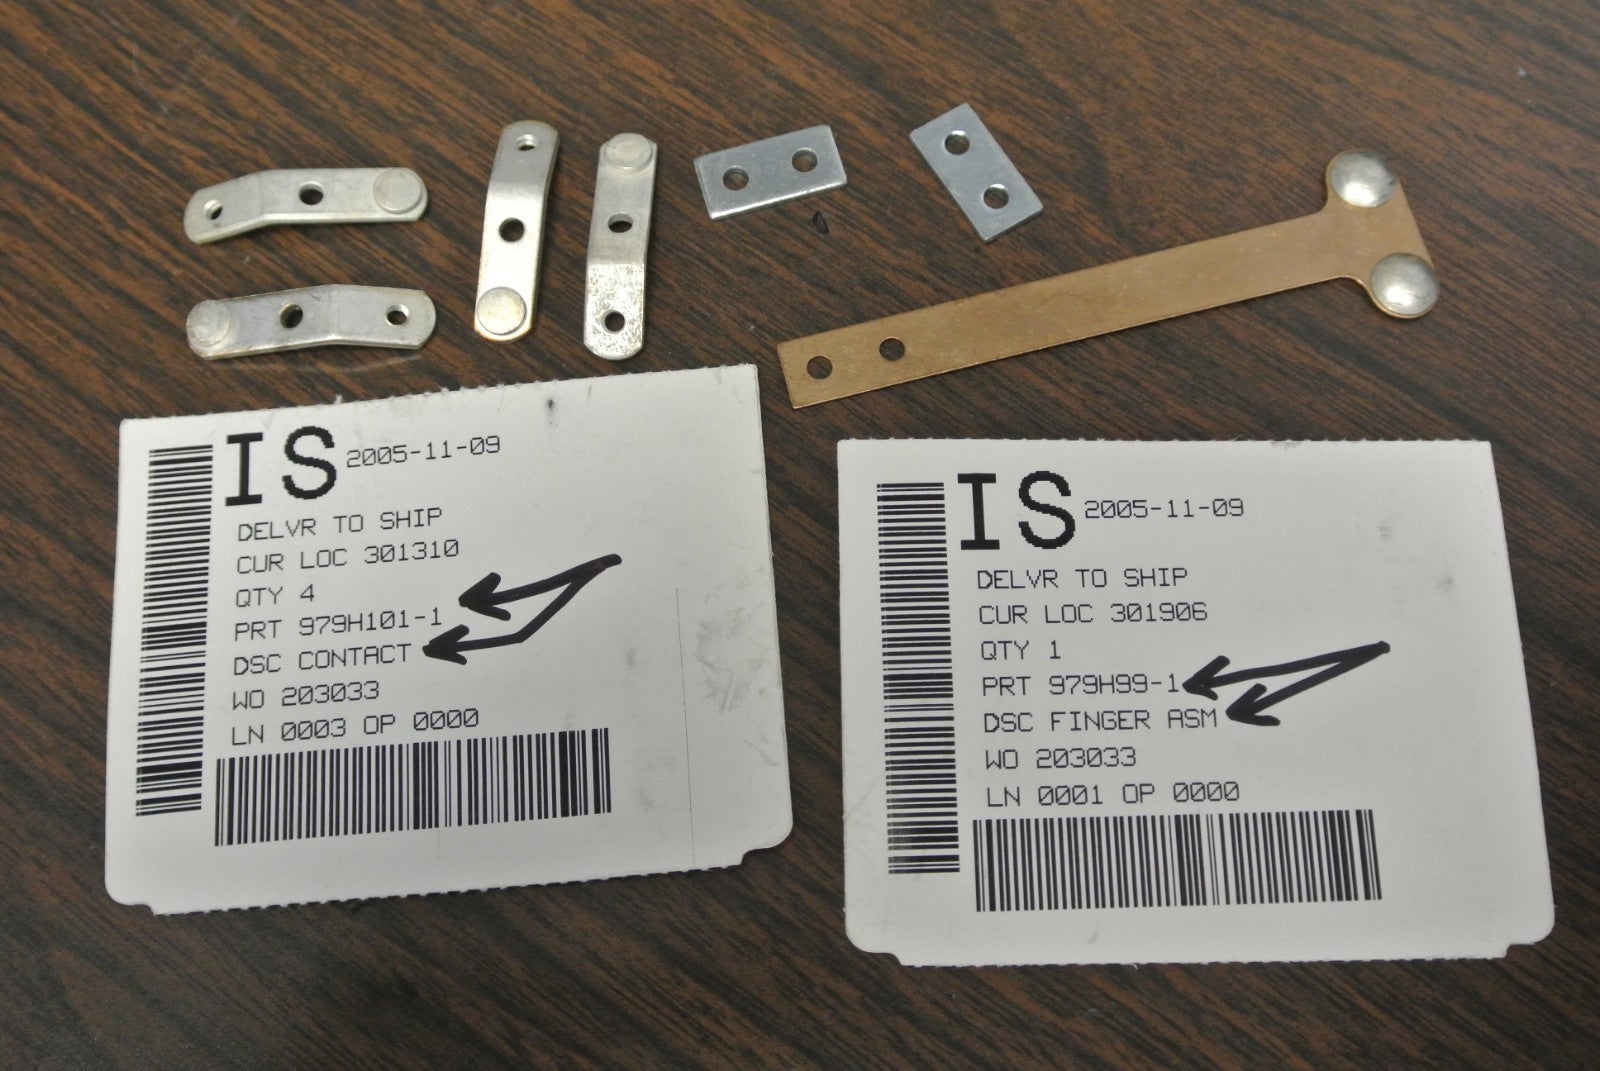 IS 2005-11-09
DELVR TO SHIP
CUR LOC 301310
QTY 4
PRT 979H101-1
DSC CONTACT
WO 203033
LN 0003 OP 0000
IS 2005-11-09
DELVR TO SHIP
CUR LOC 301906
QTY 1
PRT 979H99-1
DSC FINGER ASM
WO 203033
LN 0001 OP 0000